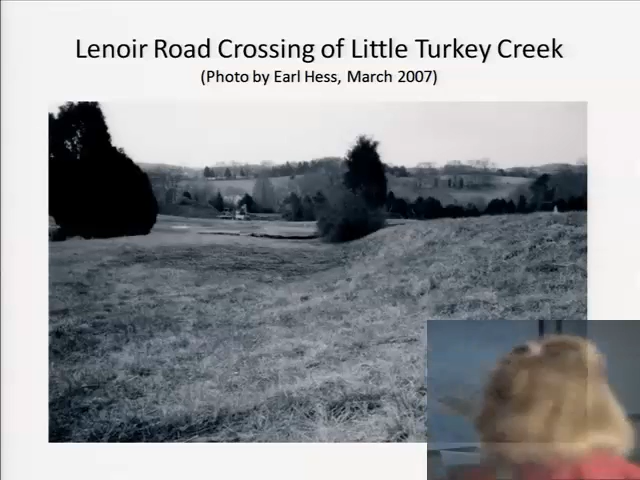 Lenoir Road Crossing of Little Turkey Creek
(Photo by Earl Hess, March 2007)